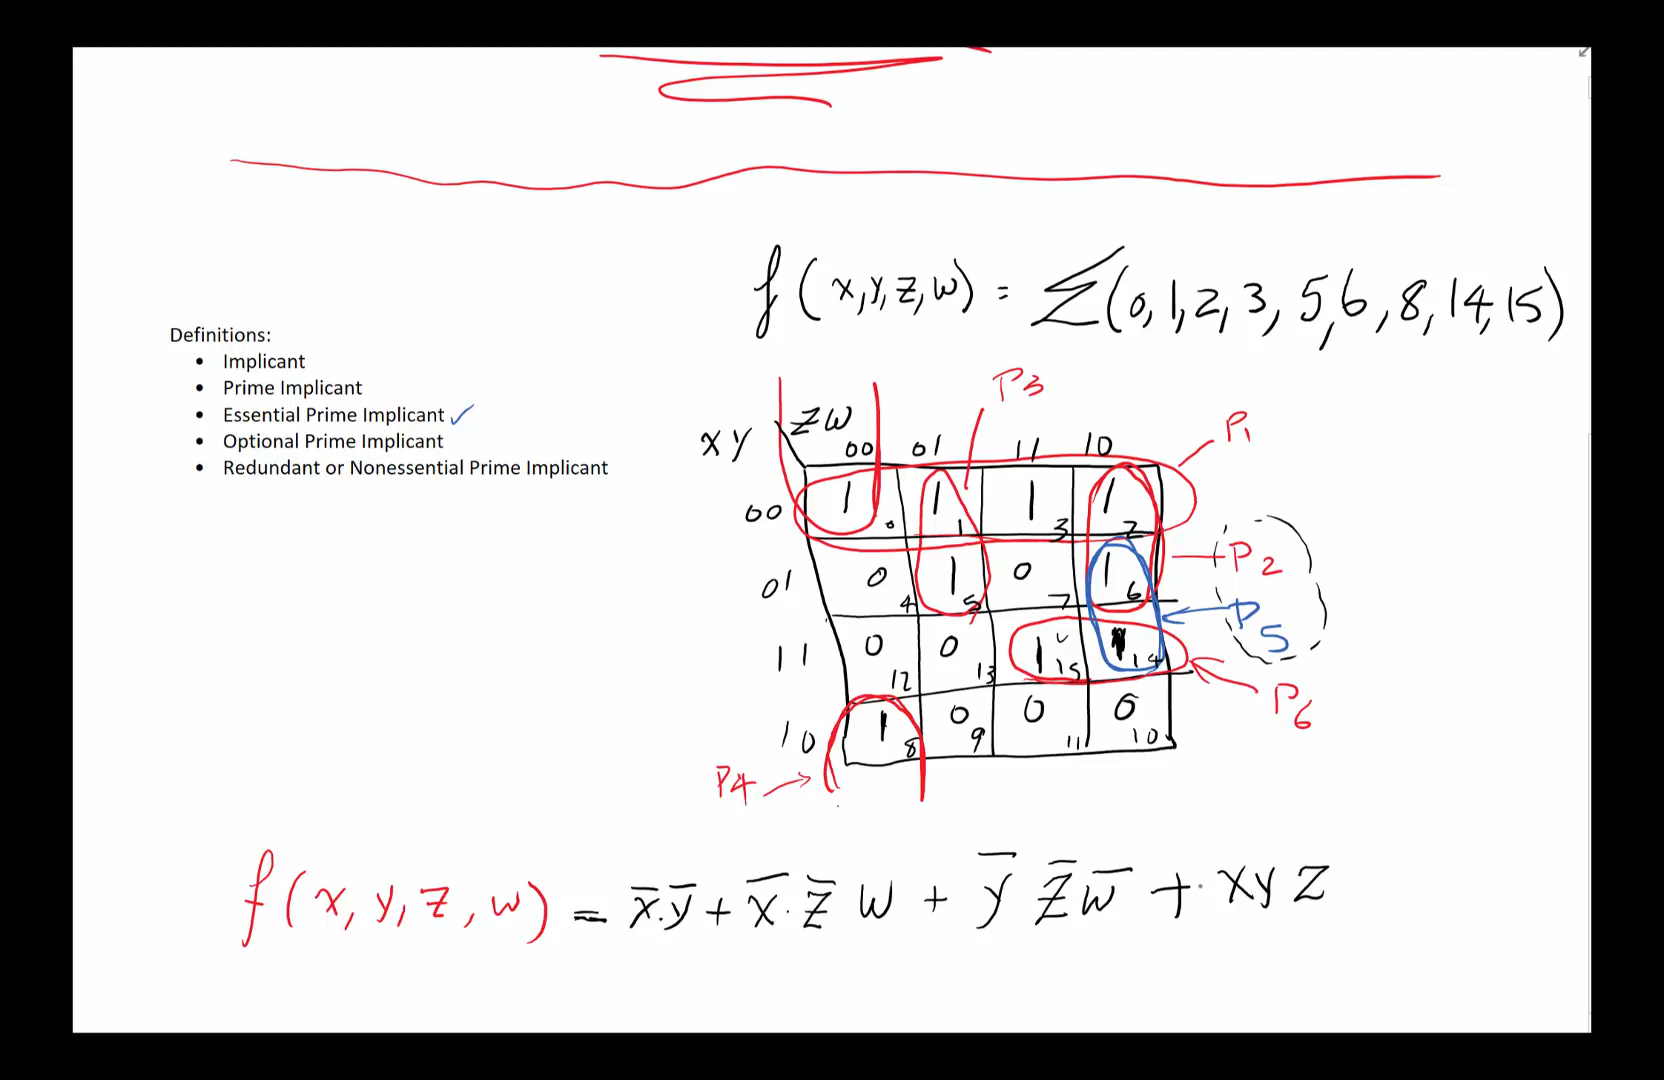 f(x,y,z,w) = ∑(0,1,2,3,5,6,8,14,15)
Definitions:
• Implicant
• Prime Implicant
• Essential Prime Implicant ✓
• Optional Prime Implicant
• Redundant or Nonessential Prime Implicant
P3
P1
xy zw
00 01 11 10
00 1 0 1 1 1 3 1 2
P2
01 0 4 1 5 0 7 1 6
P5
11 0 12 0 13 1 15 1 14
P6
10 1 8 0 9 0 11 0 10
P4
f(x,y,z,w) = x̅.y̅ + x̅.z̅ w + y̅ z̅ w̅ + xyz